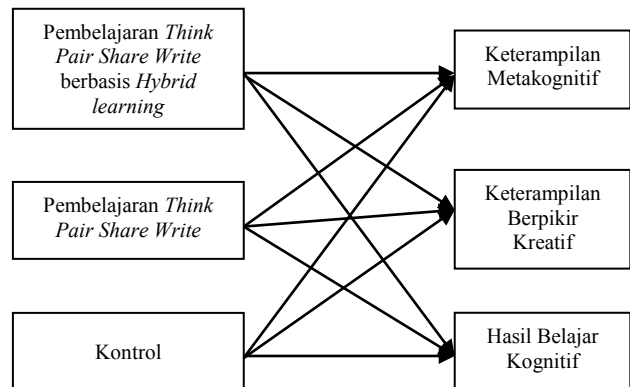 Pembelajaran Think
Pair Share Write
berbasis Hybrid
learning
Keterampilan
Metakognitif
Pembelajaran Think
Pair Share Write
Keterampilan
Berpikir
Kreatif
Kontrol
Hasil Belajar
Kognitif